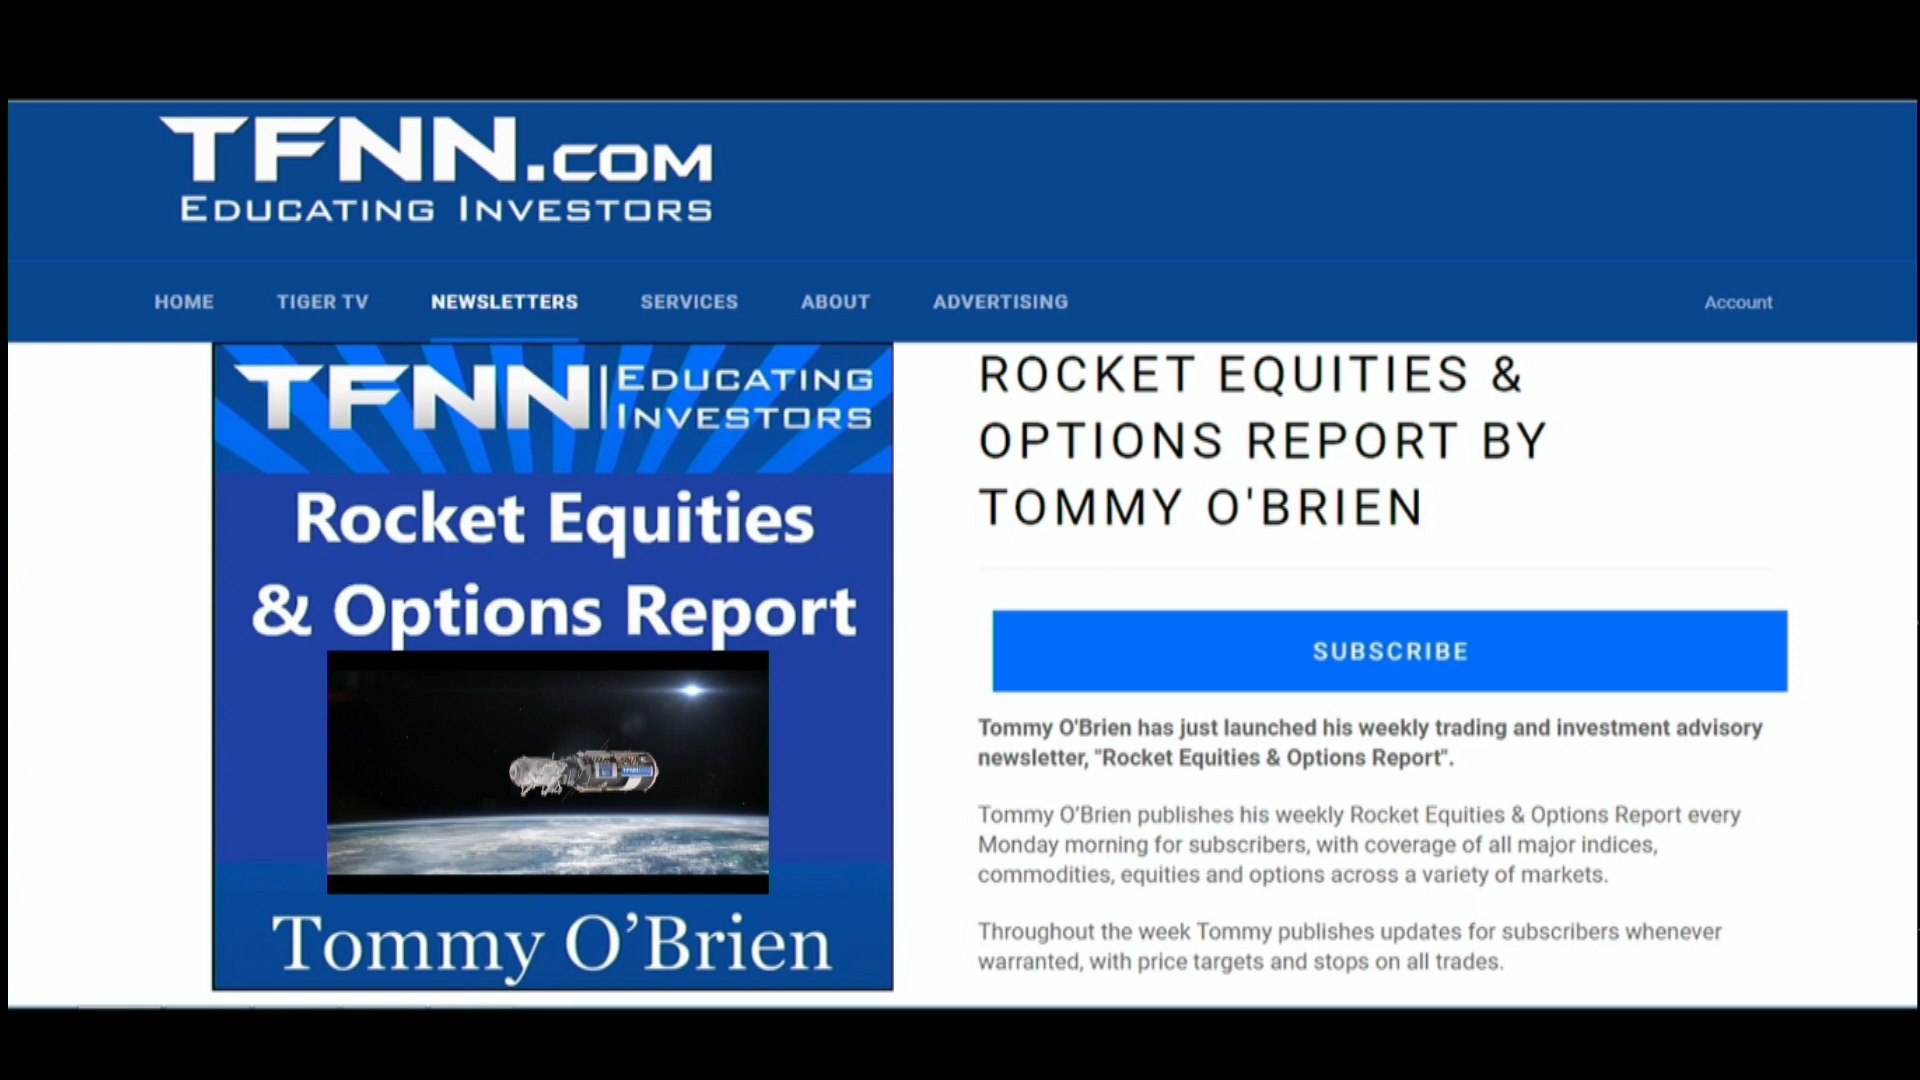 TFNN.COM
EDUCATING INVESTORS
HOME TIGER TV NEWSLETTERS SERVICES ABOUT ADVERTISING Account
TFNN EDUCATING
INVESTORS
Rocket Equities
& Options Report
Tommy O’Brien
ROCKET EQUITIES &
OPTIONS REPORT BY
TOMMY O'BRIEN
SUBSCRIBE
Tommy O'Brien has just launched his weekly trading and investment advisory
newsletter, "Rocket Equities & Options Report".
Tommy O'Brien publishes his weekly Rocket Equities & Options Report every
Monday morning for subscribers, with coverage of all major indices,
commodities, equities and options across a variety of markets.
Throughout the week Tommy publishes updates for subscribers whenever
warranted, with price targets and stops on all trades.